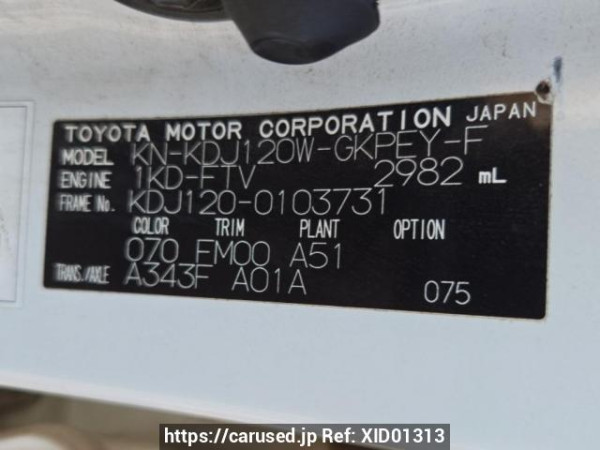 TOYOTA MOTOR CORPORATION JAPAN
MODEL KN-KDJ120W-GKPEY-F
ENGINE 1KD-FTV 2982 mL
FRAME No. KDJ120-0103731
COLOR TRIM PLANT OPTION
070 FM00 A51
TRANS./AXLE A343F A01A 075
https://carused.jp Ref: XID01313